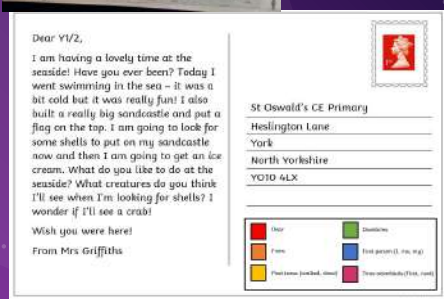 Dear Y1/2,
I am having a lovely time at the
seaside! Have you ever been? Today I
went swimming in the sea – it was a
bit cold but it was really fun! I also
built a really big sandcastle and put a
flag on the top. I am going to look for
some shells to put on my sandcastle
now and then I am going to get an ice
cream. What do you like to do at the
seaside? What creatures do you think
I'll see when I'm looking for shells? I
wonder if I'll see a crab!
Wish you were here!
From Mrs Griffiths
St Oswald's CE Primary
Heslington Lane
York
North Yorkshire
YO10 4LX
Dear
From
Past tense (walked, )
Questions
First person (I, me, my)
Time adverbials (First, next)